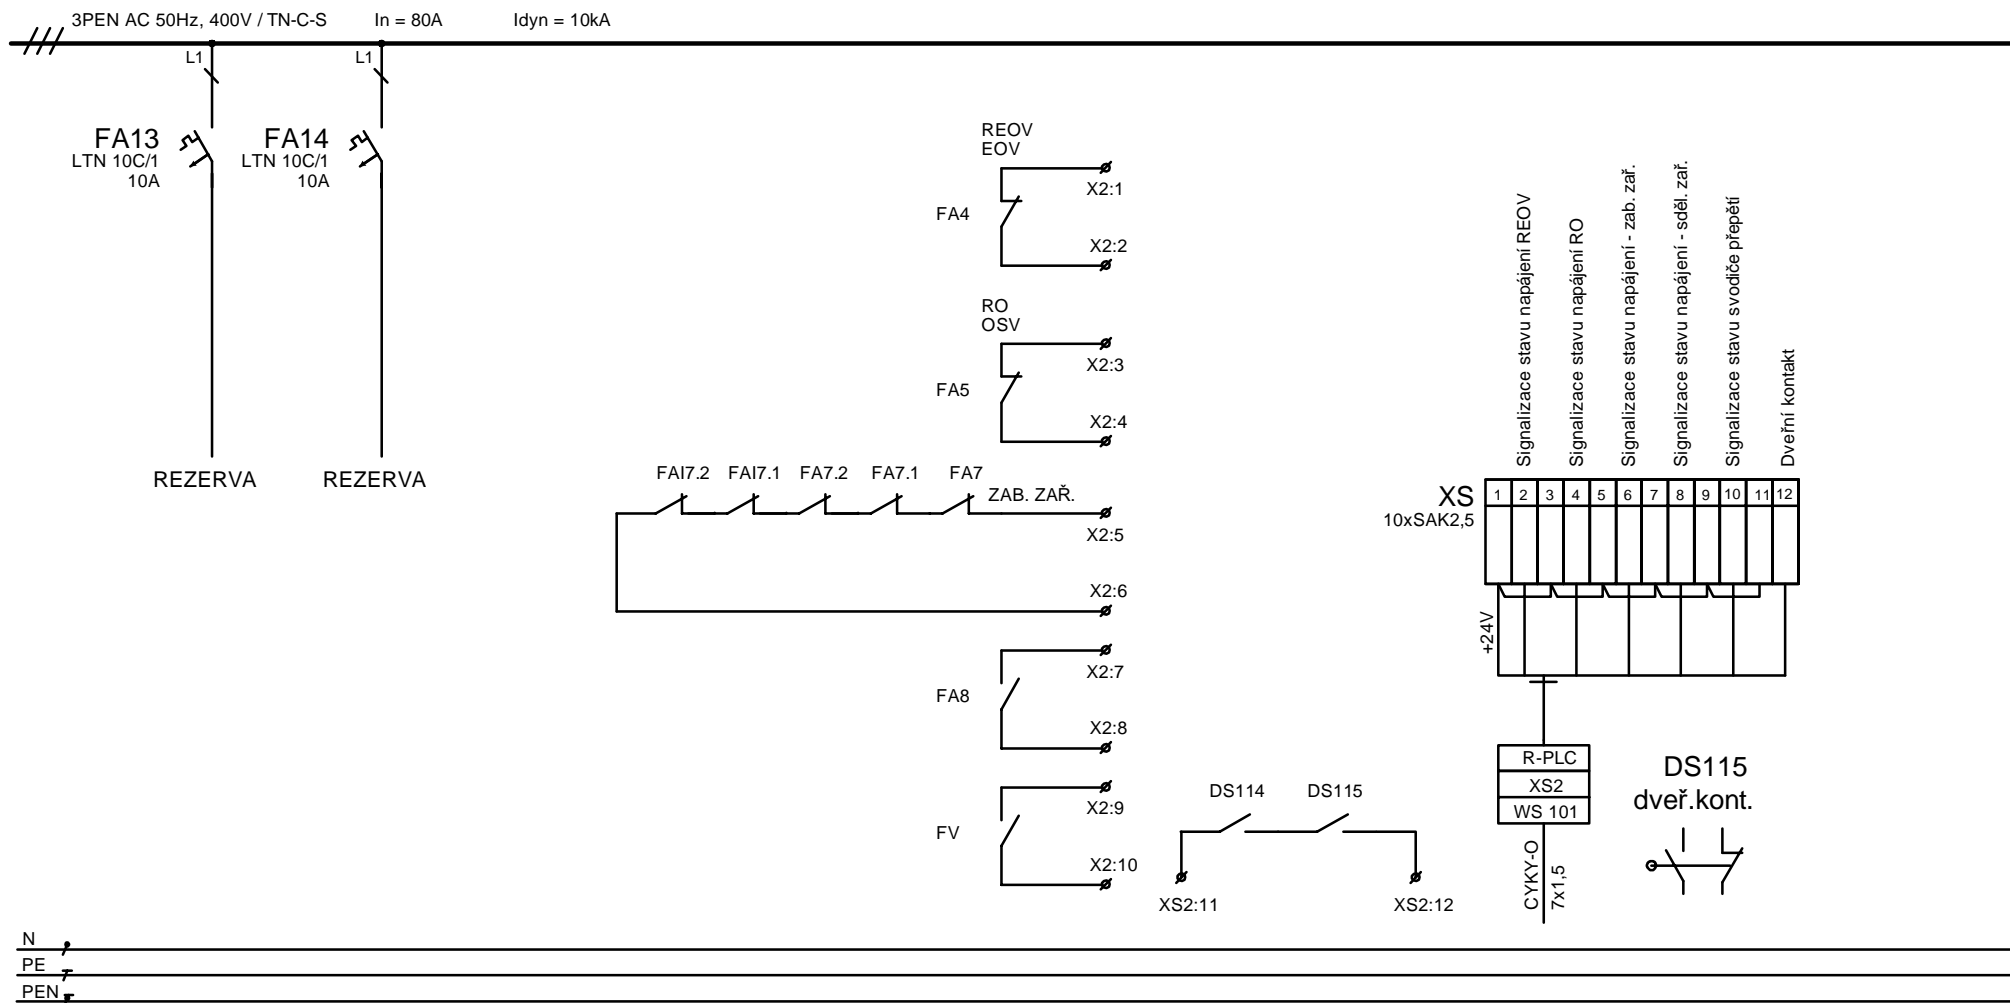 3PEN AC 50Hz, 400V / TN-C-S In = 80A Idyn = 10kA
L1
L1
FA13
LTN 10C/1
10A
FA14
LTN 10C/1
10A
REZERVA
REZERVA
REOV
EOV
X2:1
FA4
X2:2
RO
OSV
X2:3
FA5
X2:4
FAI7.2 FAI7.1 FA7.2 FA7.1 FA7
ZAB. ZAŘ.
X2:5
X2:6
X2:7
FA8
X2:8
X2:9
FV
X2:10
DS114 DS115
XS2:11 XS2:12
Signalizace stavu napájení REOV
Signalizace stavu napájení RO
Signalizace stavu napájení - zab. zař.
Signalizace stavu napájení - sděl. zař.
Signalizace stavu svodiče přepětí
Dveřní kontakt
XS
10xSAK2,5
1 2 3 4 5 6 7 8 9 10 11 12
+24V
R-PLC
XS2
WS 101
CYKY-O
7x1,5
DS115
dveř.kont.
N
PE
PEN